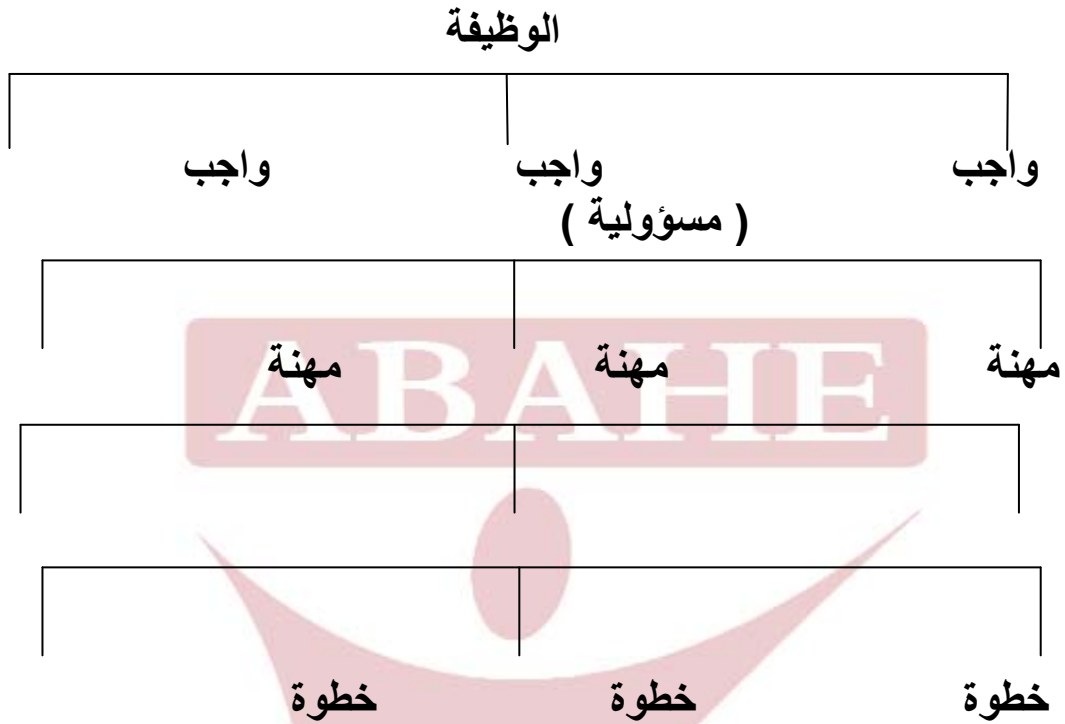 الوظيفة
واجب واجب واجب
( مسؤولية )
مهنة مهنة مهنة
ABAHE
خطوة خطوة خطوة